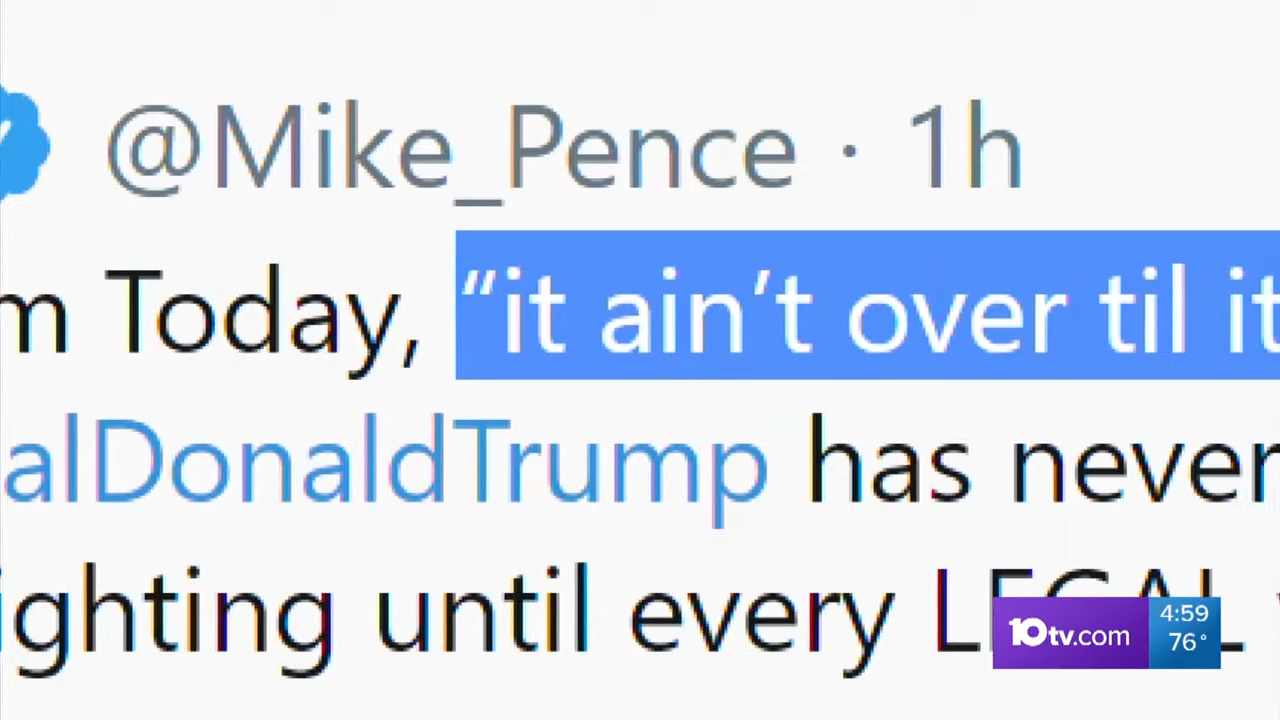 @Mike_Pence · 1h
m Today, “it ain’t over til it
alDonaldTrump has never
ighting until every LEGAL
10tv.com
4:59
76°